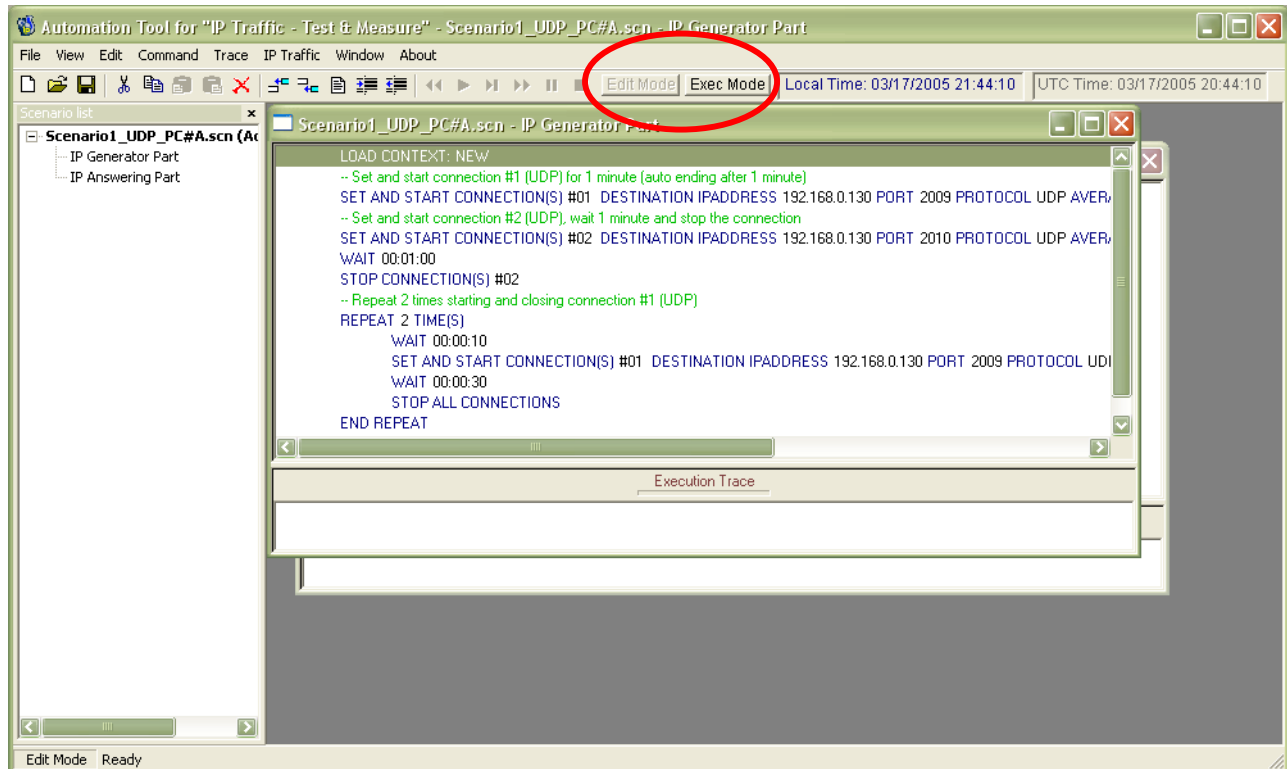 Automation Tool for "IP Traffic - Test & Measure" - Scenario1_UDP_PC#A.scn - IP Generator Part
File View Edit Command Trace IP Traffic Window About
Edit Mode Exec Mode Local Time: 03/17/2005 21:44:10 UTC Time: 03/17/2005 20:44:10
Scenario list
Scenario1_UDP_PC#A.scn (Ac
IP Generator Part
IP Answering Part
Scenario1_UDP_PC#A.scn - IP Generator Part
LOAD CONTEXT: NEW
-- Set and start connection #1 (UDP) for 1 minute (auto ending after 1 minute)
SET AND START CONNECTION(S) #01 DESTINATION IPADDRESS 192.168.0.130 PORT 2009 PROTOCOL UDP AVERA
-- Set and start connection #2 (UDP), wait 1 minute and stop the connection
SET AND START CONNECTION(S) #02 DESTINATION IPADDRESS 192.168.0.130 PORT 2010 PROTOCOL UDP AVERA
WAIT 00:01:00
STOP CONNECTION(S) #02
-- Repeat 2 times starting and closing connection #1 (UDP)
REPEAT 2 TIME(S)
WAIT 00:00:10
SET AND START CONNECTION(S) #01 DESTINATION IPADDRESS 192.168.0.130 PORT 2009 PROTOCOL UDI
WAIT 00:00:30
STOP ALL CONNECTIONS
END REPEAT
Execution Trace
Edit Mode Ready